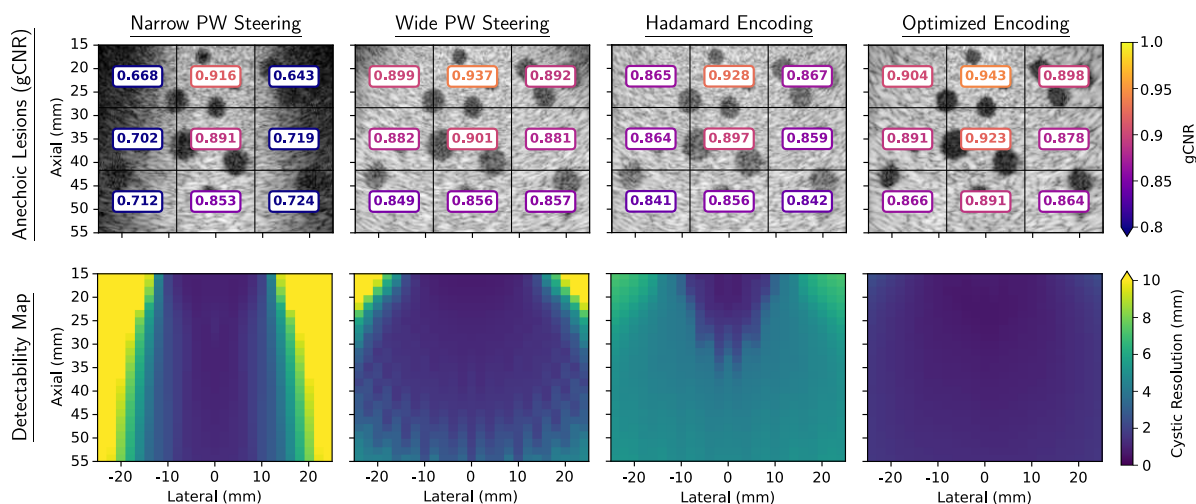 Narrow PW Steering Wide PW Steering Hadamard Encoding Optimized Encoding
Anechoic Lesions (gCNR)
Axial (mm)
15
20
25
30
35
40
45
50
55
0.668 0.916 0.643
0.702 0.891 0.719
0.712 0.853 0.724
0.899 0.937 0.892
0.882 0.901 0.881
0.849 0.856 0.857
0.865 0.928 0.867
0.864 0.897 0.859
0.841 0.856 0.842
0.904 0.943 0.898
0.891 0.923 0.878
0.866 0.891 0.864
1.0
0.95
0.9
0.85
0.8
gCNR
Detectability Map
Axial (mm)
15
20
25
30
35
40
45
50
55
-20 -10 0 10 20
Lateral (mm)
-20 -10 0 10 20
Lateral (mm)
-20 -10 0 10 20
Lateral (mm)
-20 -10 0 10 20
Lateral (mm)
10
8
6
4
2
0
Cystic Resolution (mm)